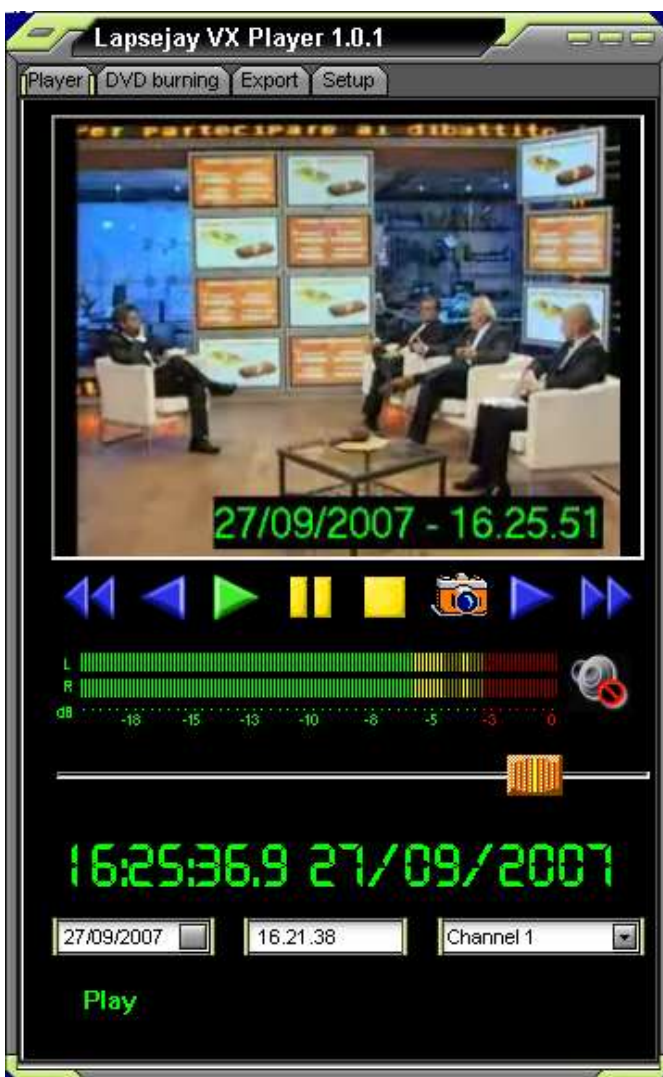 Lapsejay VX Player 1.0.1
Player DVD burning Export Setup
Per partecipare al dibattito
27/09/2007 - 16.25.51
L
R
dB -18 -15 -13 -10 -8 -5 -3 0
16:25:36.9 27/09/2007
27/09/2007 16.21.38 Channel 1
Play